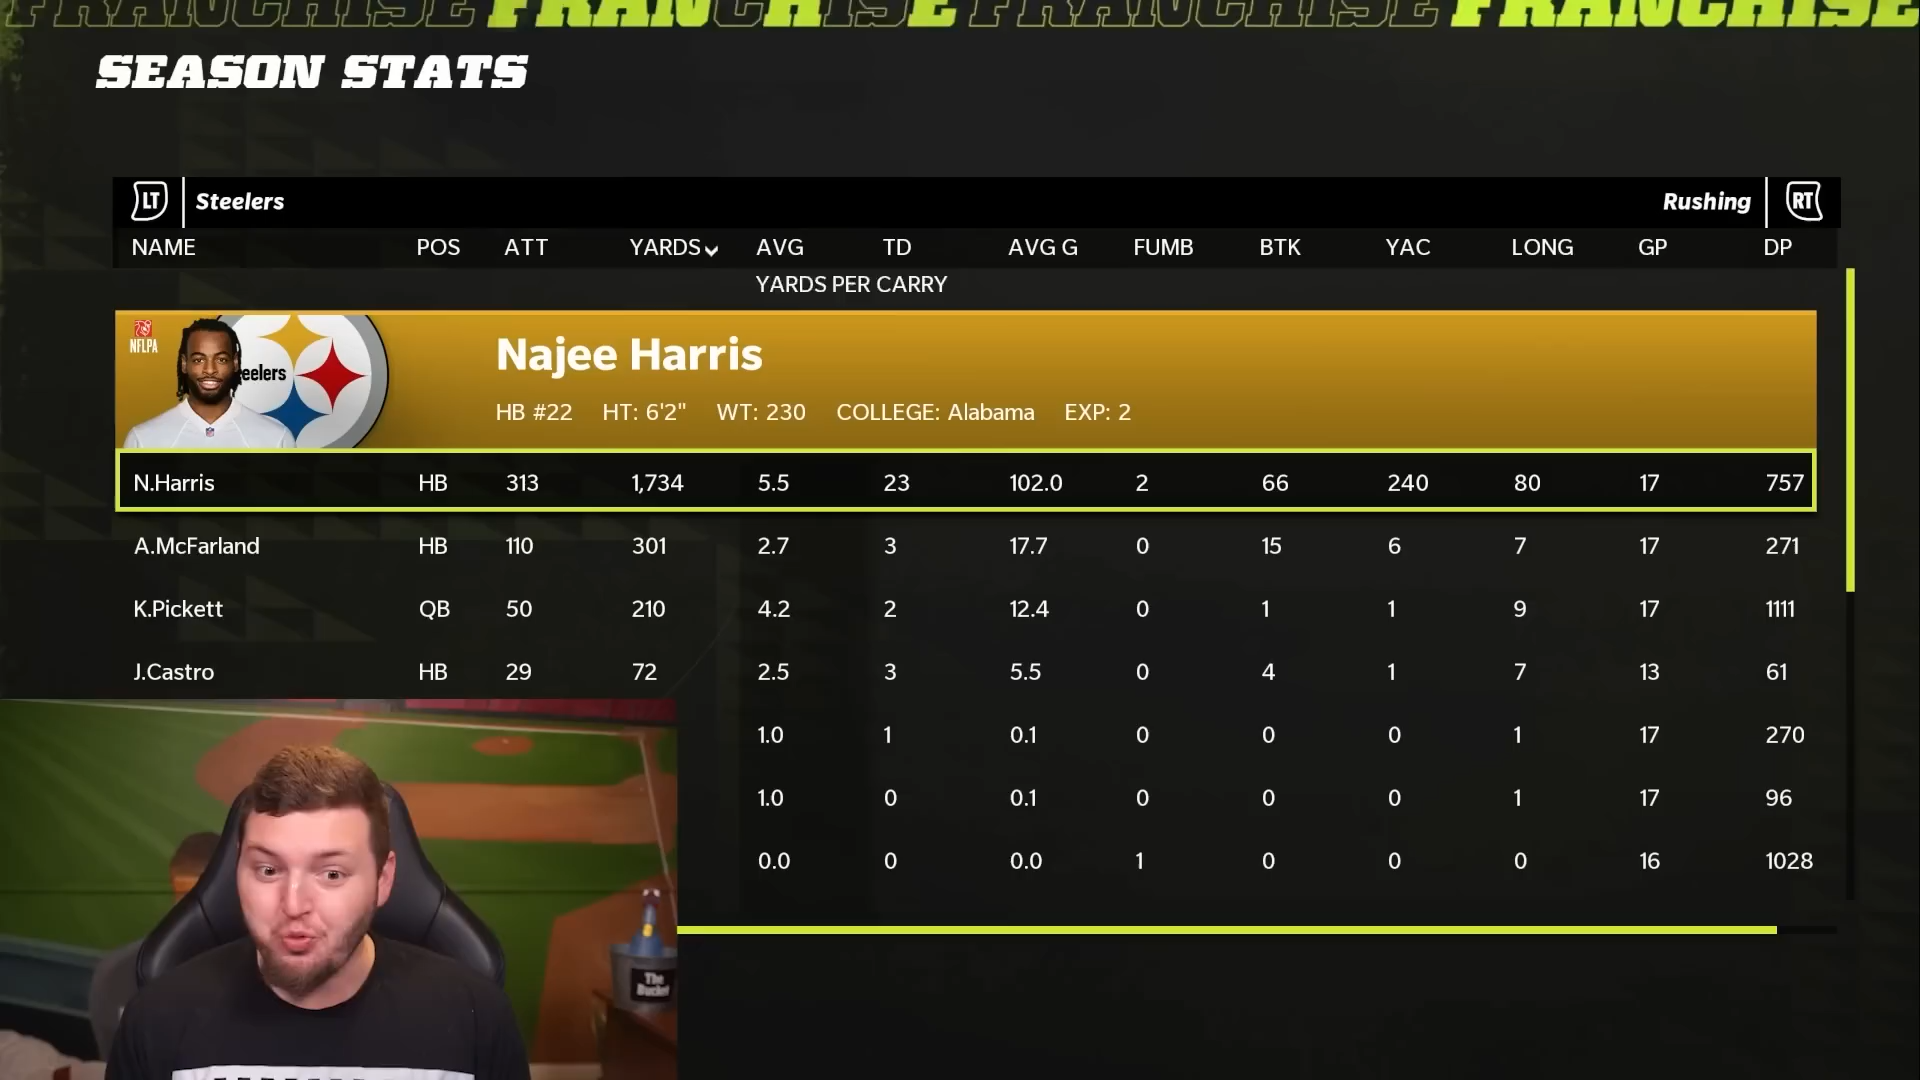 FRANCHISE FRANCHISE FRANCHISE FRANCHISE
SEASON STATS
LT Steelers Rushing RT
NAME POS ATT YARDS AVG TD AVG G FUMB BTK YAC LONG GP DP
YARDS PER CARRY
NFLPA
eelers
Najee Harris
HB #22 HT: 6'2" WT: 230 COLLEGE: Alabama EXP: 2
N.Harris HB 313 1,734 5.5 23 102.0 2 66 240 80 17 757
A.McFarland HB 110 301 2.7 3 17.7 0 15 6 7 17 271
K.Pickett QB 50 210 4.2 2 12.4 0 1 1 9 17 1111
J.Castro HB 29 72 2.5 3 5.5 0 4 1 7 13 61
1.0 1 0.1 0 0 0 1 17 270
1.0 0 0.1 0 0 0 1 17 96
0.0 0 0.0 1 0 0 0 16 1028
The
Bucket